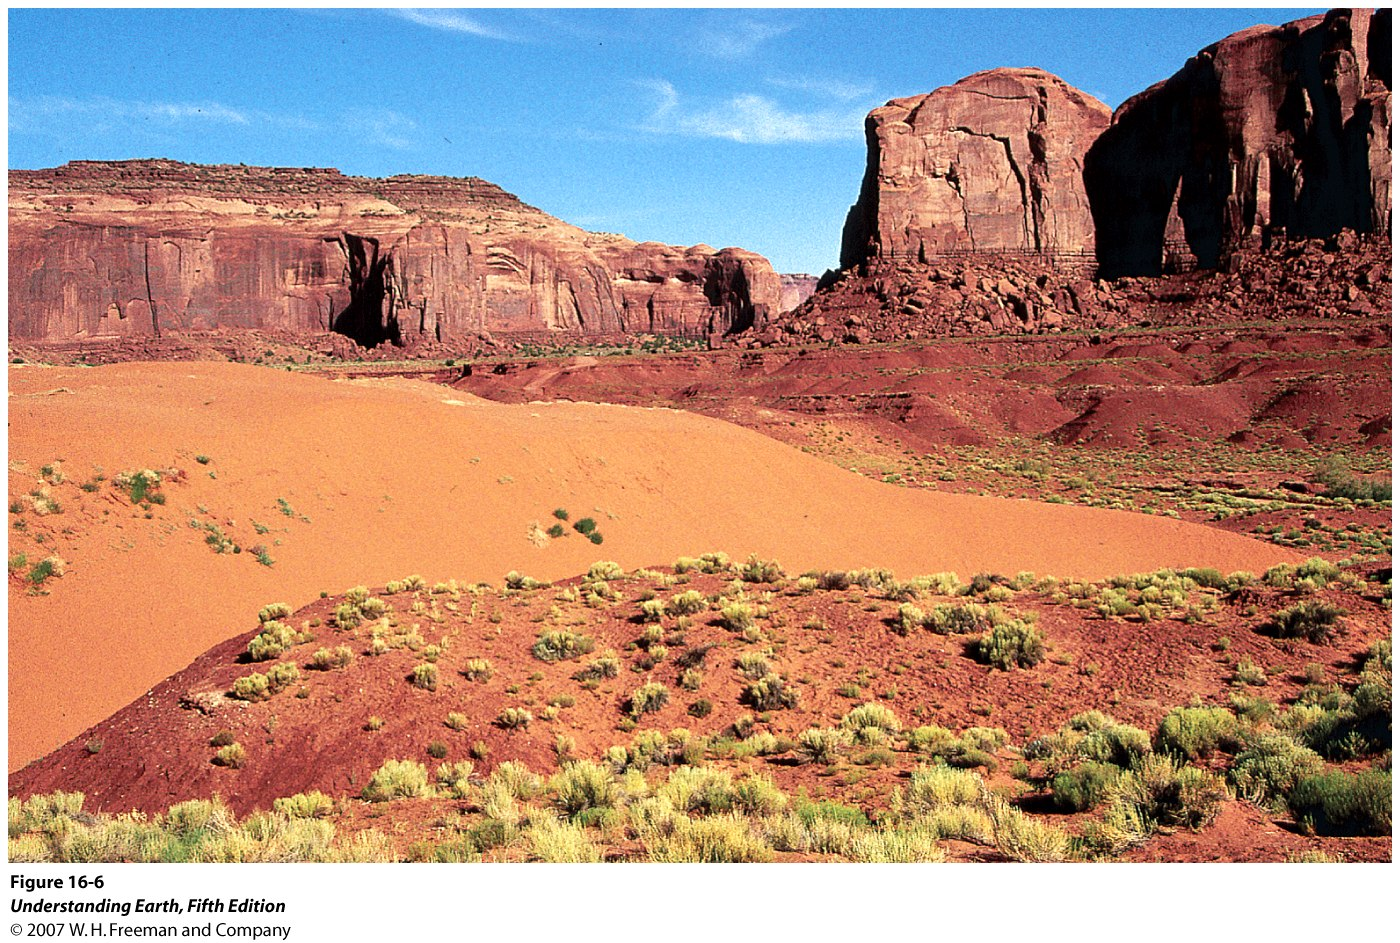 Figure 16-6
Understanding Earth, Fifth Edition
© 2007 W. H. Freeman and Company